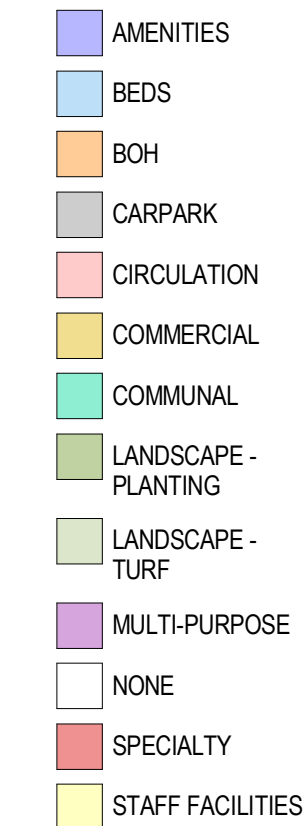 AMENITIES
BEDS
BOH
CARPARK
CIRCULATION
COMMERCIAL
COMMUNAL
LANDSCAPE -
PLANTING
LANDSCAPE -
TURF
MULTI-PURPOSE
NONE
SPECIALTY
STAFF FACILITIES